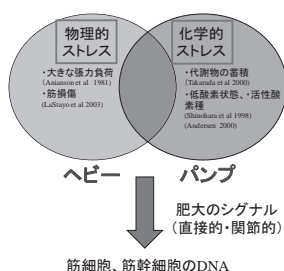 物理的
ストレス
・大きな張力負荷
(Aniansonet al 1981)
・筋損傷
(LaStayo et al 2003)
化学的
ストレス
・代謝物の蓄積
(Takarada et al 2000)
・低酸素状態、・活性酸
素種
(Shinohara et al 1998)
(Andersen 2000)
ヘビー
パンプ
肥大のシグナル
(直接的・関節的)
筋細胞、筋幹細胞のDNA